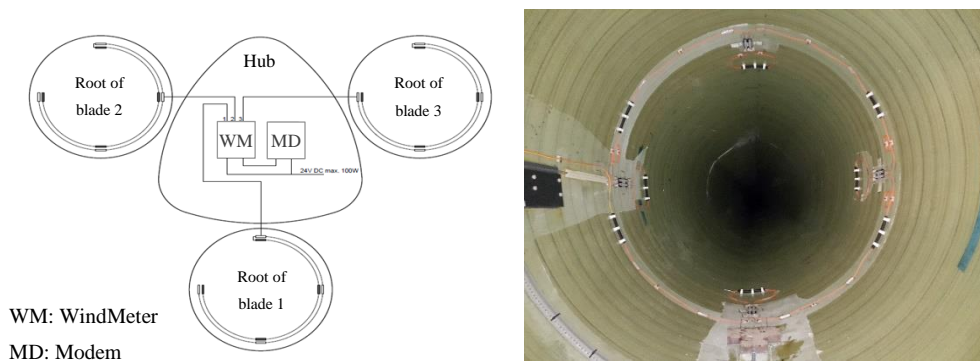 Hub
Root of
blade 2
Root of
blade 3
1 2 3
WM
MD
24V DC max. 100W
Root of
blade 1
WM: WindMeter
MD: Modem